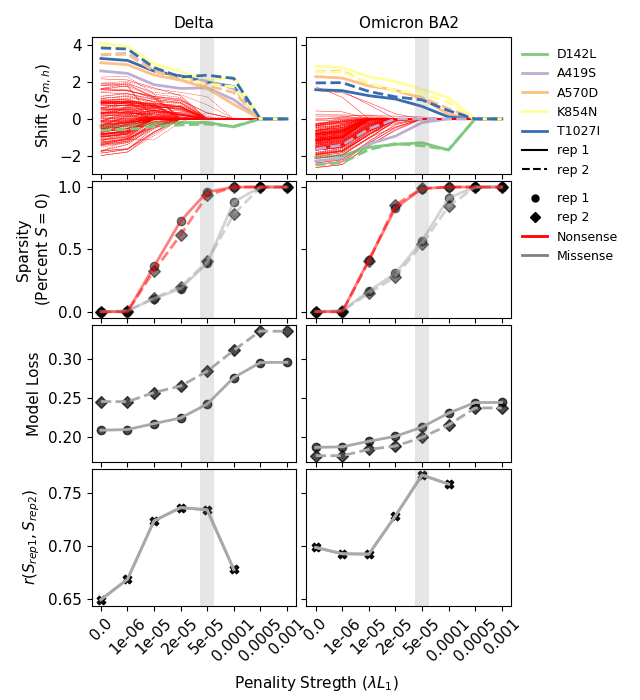 Delta
Omicron BA2
Shift (S_{m,h})
4
2
0
−2
D142L
A419S
A570D
K854N
T1027I
rep 1
rep 2
Sparsity
(Percent S = 0)
1.0
0.5
0.0
rep 1
rep 2
Nonsense
Missense
Model Loss
0.30
0.25
0.20
r(S_{rep1}, S_{rep2})
0.75
0.70
0.65
0.0 1e-06 1e-05 2e-05 5e-05 0.0001 0.0005 0.001
0.0 1e-06 1e-05 2e-05 5e-05 0.0001 0.0005 0.001
Penality Stregth (λL_1)